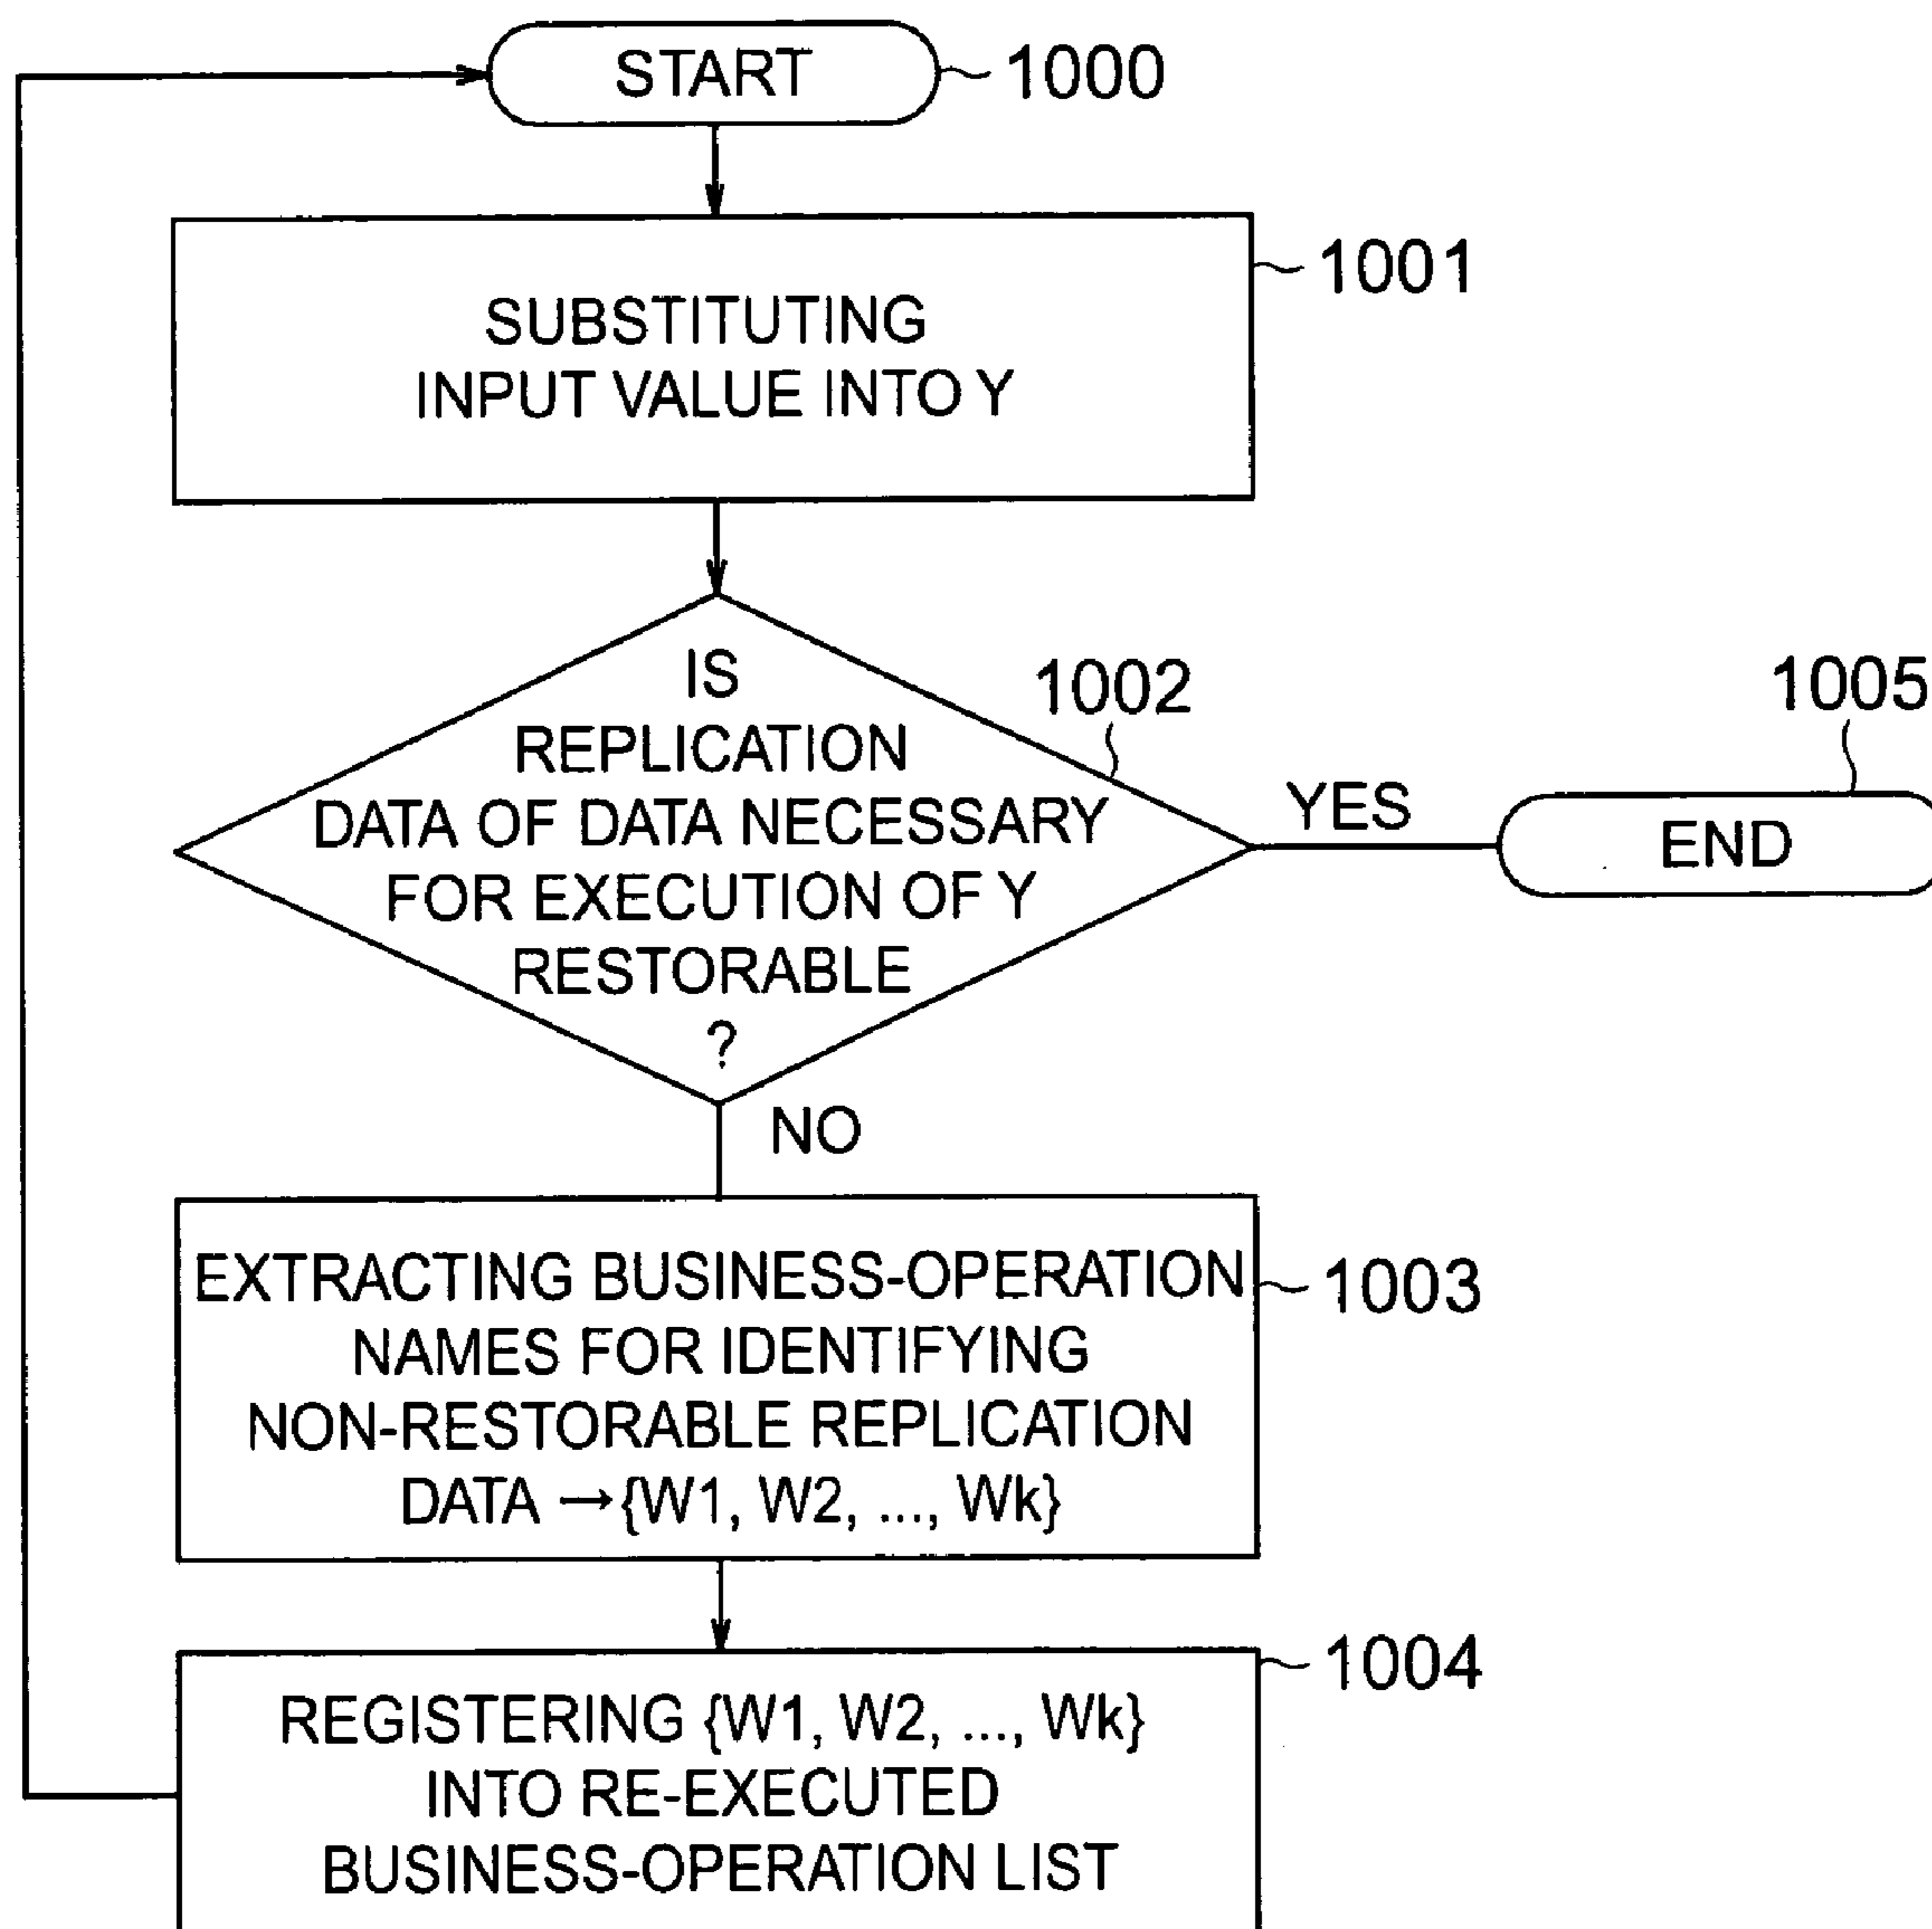 START
1000
1001
SUBSTITUTING
INPUT VALUE INTO Y
IS
REPLICATION
DATA OF DATA NECESSARY
FOR EXECUTION OF Y
RESTORABLE
?
1002
YES
1005
END
NO
EXTRACTING BUSINESS-OPERATION
NAMES FOR IDENTIFYING
NON-RESTORABLE REPLICATION
DATA →{W1, W2, ..., Wk}
1003
1004
REGISTERING {W1, W2, ..., Wk}
INTO RE-EXECUTED
BUSINESS-OPERATION LIST